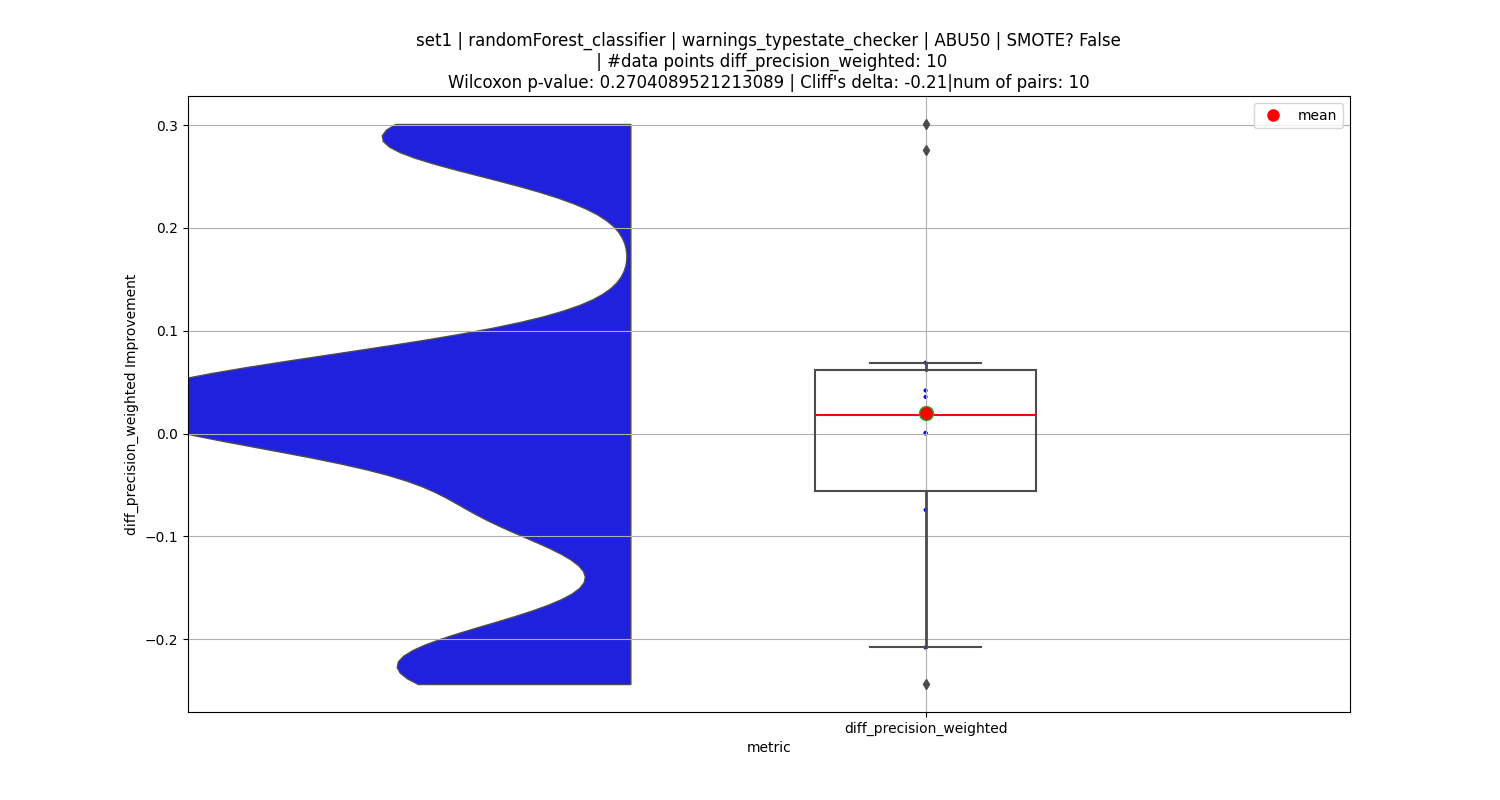 set1 | randomForest_classifier | warnings_typestate_checker | ABU50 | SMOTE? False
| #data points diff_precision_weighted: 10
Wilcoxon p-value: 0.2704089521213089 | Cliff's delta: -0.21|num of pairs: 10
mean
0.3
0.2
0.1
0.0
−0.1
−0.2
diff_precision_weighted Improvement
diff_precision_weighted
metric